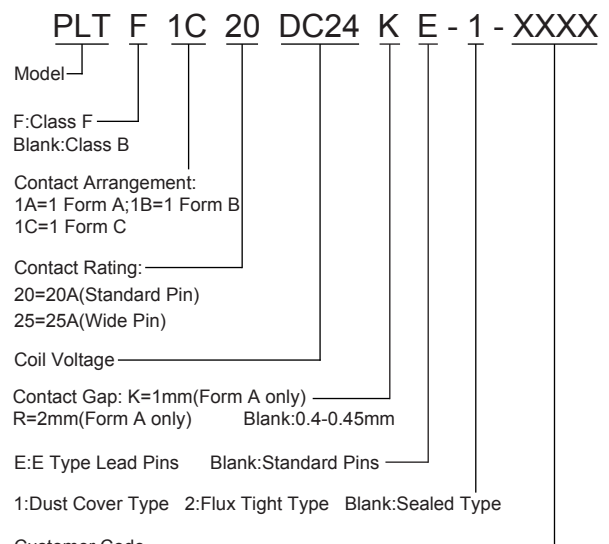 PLT F 1C 20 DC24 K E - 1 - XXXX
Model
F:Class F
Blank:Class B
Contact Arrangement:
1A=1 Form A;1B=1 Form B
1C=1 Form C
Contact Rating:
20=20A(Standard Pin)
25=25A(Wide Pin)
Coil Voltage
Contact Gap: K=1mm(Form A only)
R=2mm(Form A only) Blank:0.4-0.45mm
E:E Type Lead Pins Blank:Standard Pins
1:Dust Cover Type 2:Flux Tight Type Blank:Sealed Type
Customer Code